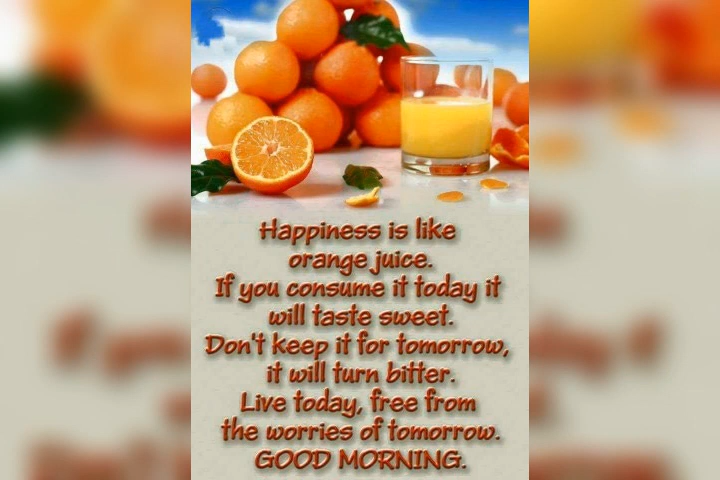 Happiness is like
orange juice.
If you consume it today it
will taste sweet.
Don't keep it for tomorrow,
it will turn bitter.
Live today, free from
the worries of tomorrow.
GOOD MORNING.